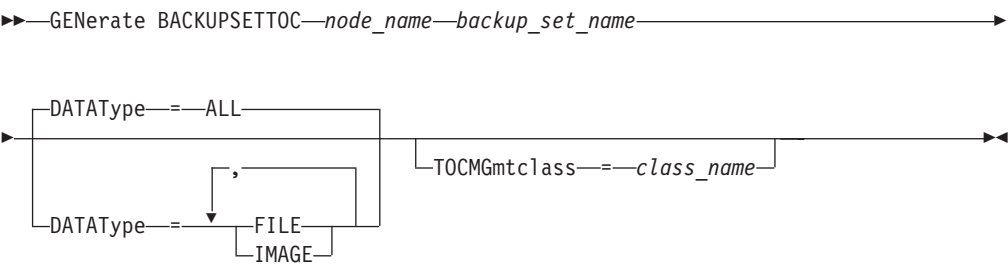 GENerate BACKUPSETTOC node_name backup_set_name
DATAType = ALL
TOCMGmtclass = class_name
,
DATAType = FILE
IMAGE